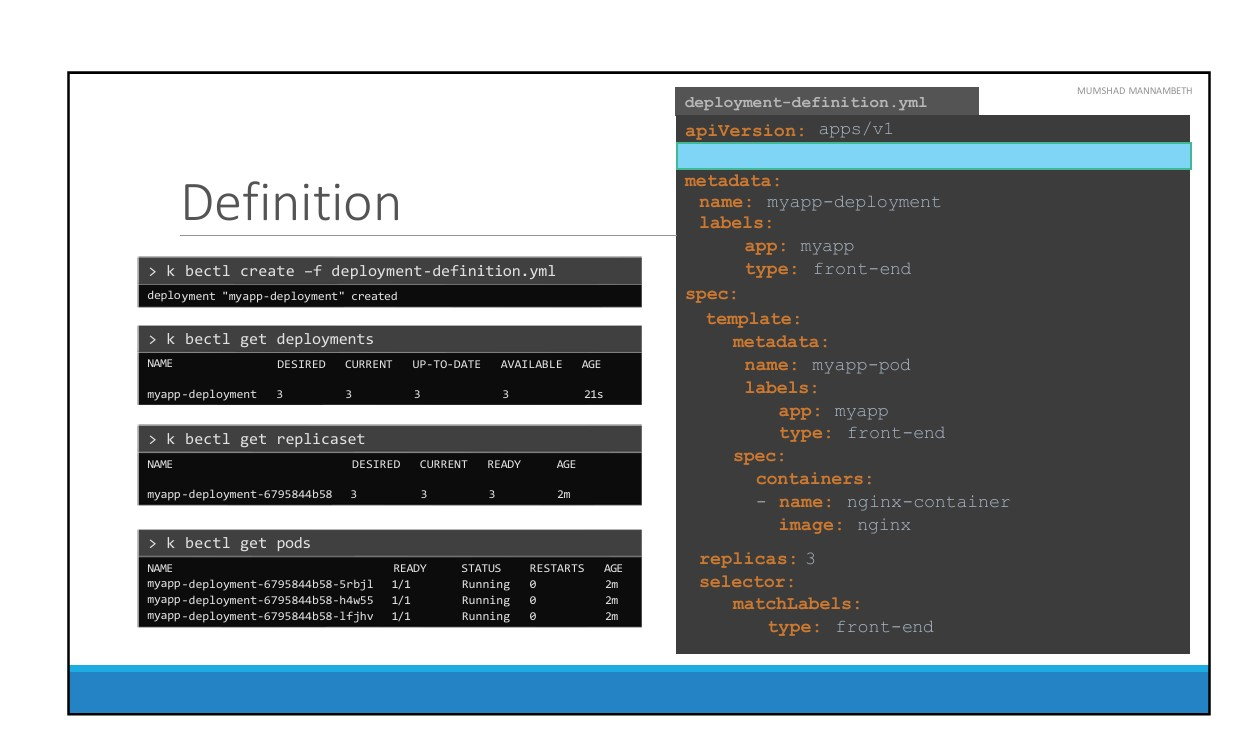 MUMSHAD MANNAMBETH
Definition
> k bectl create –f deployment-definition.yml
deployment "myapp-deployment" created
> k bectl get deployments
NAME DESIRED CURRENT UP-TO-DATE AVAILABLE AGE
myapp-deployment 3 3 3 3 21s
> k bectl get replicaset
NAME DESIRED CURRENT READY AGE
myapp-deployment-6795844b58 3 3 3 2m
> k bectl get pods
NAME READY STATUS RESTARTS AGE
myapp-deployment-6795844b58-5rbjl 1/1 Running 0 2m
myapp-deployment-6795844b58-h4w55 1/1 Running 0 2m
myapp-deployment-6795844b58-lfjhv 1/1 Running 0 2m
deployment-definition.yml
apiVersion: apps/v1
metadata:
name: myapp-deployment
labels:
app: myapp
type: front-end
spec:
template:
metadata:
name: myapp-pod
labels:
app: myapp
type: front-end
spec:
containers:
- name: nginx-container
image: nginx
replicas: 3
selector:
matchLabels:
type: front-end